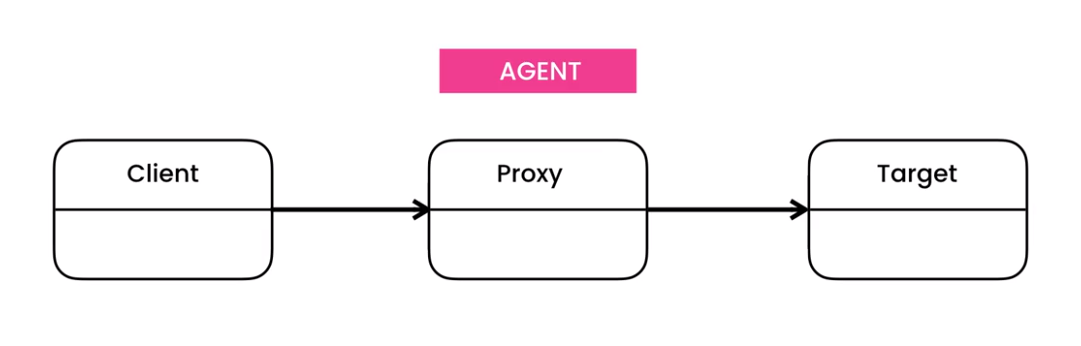 AGENT
Client
Proxy
Target